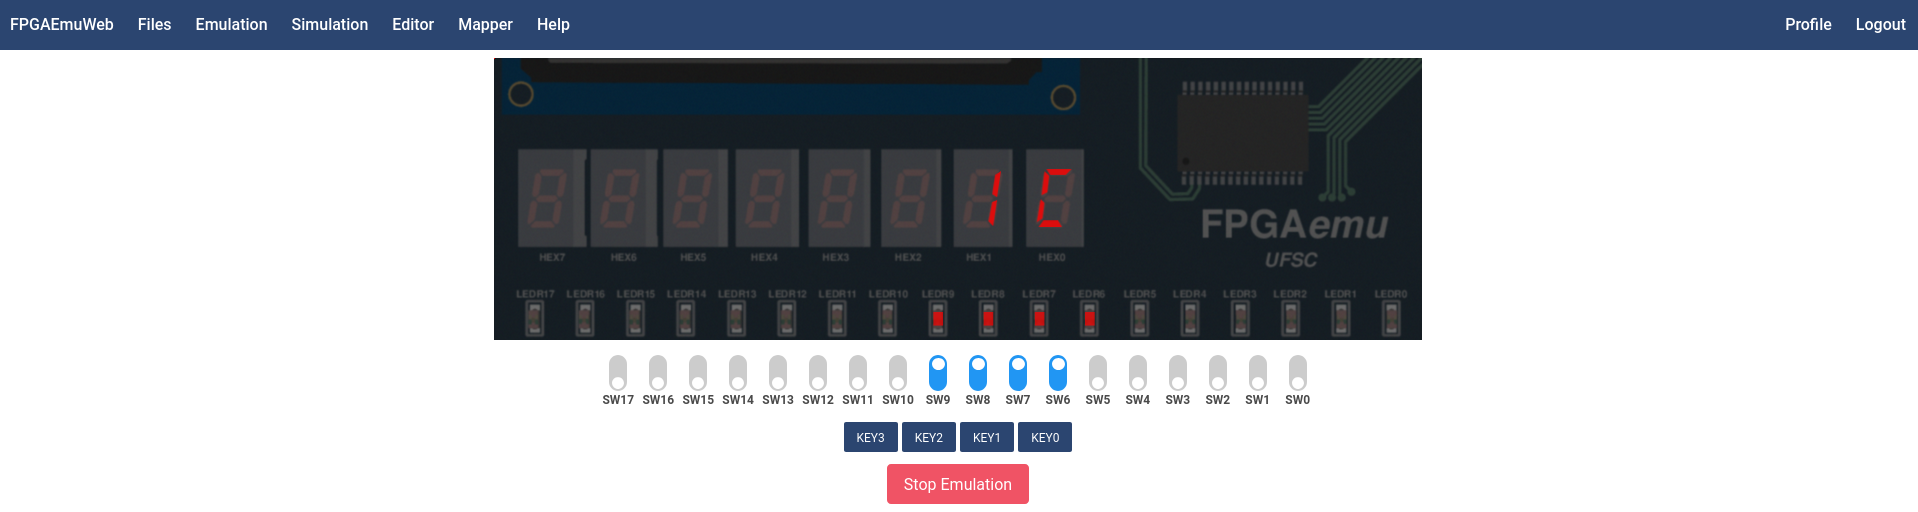 FPGAEmuWeb Files Emulation Simulation Editor Mapper Help Profile Logout
1C
FPGAemu
UFSC
HEX7 HEX6 HEX5 HEX4 HEX3 HEX2 HEX1 HEX0
LEDR17 LEDR16 LEDR15 LEDR14 LEDR13 LEDR12 LEDR11 LEDR10 LEDR9 LEDR8 LEDR7 LEDR6 LEDR5 LEDR4 LEDR3 LEDR2 LEDR1 LEDR0
SW17 SW16 SW15 SW14 SW13 SW12 SW11 SW10 SW9 SW8 SW7 SW6 SW5 SW4 SW3 SW2 SW1 SW0
KEY3 KEY2 KEY1 KEY0
Stop Emulation